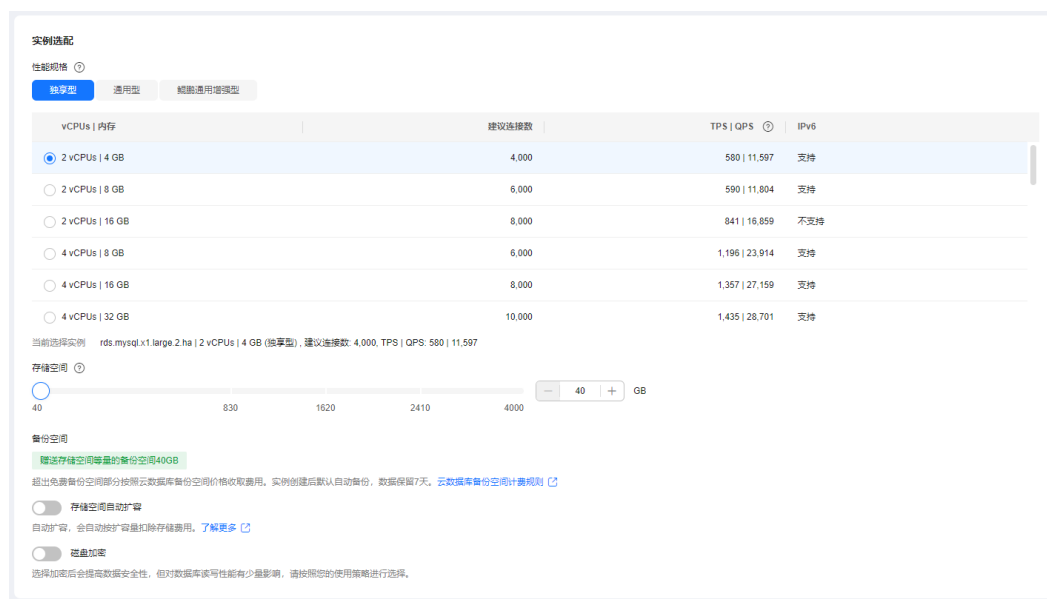 实例选配
性能规格
独享型 通用型 鲲鹏通用增强型
vCPUs | 内存 建议连接数 TPS | QPS IPv6
2 vCPUs | 4 GB 4,000 580 | 11,597 支持
2 vCPUs | 8 GB 6,000 590 | 11,804 支持
2 vCPUs | 16 GB 8,000 841 | 16,859 不支持
4 vCPUs | 8 GB 6,000 1,196 | 23,914 支持
4 vCPUs | 16 GB 8,000 1,357 | 27,159 支持
4 vCPUs | 32 GB 10,000 1,435 | 28,701 支持
当前选择实例 rds.mysql.x1.large.2.ha | 2 vCPUs | 4 GB (独享型) , 建议连接数: 4,000, TPS | QPS: 580 | 11,597
存储空间
40 GB
40 830 1620 2410 4000
备份空间
赠送存储空间等量的备份空间40GB
超出免费备份空间部分按照云数据库备份空间价格收取费用。实例创建后默认自动备份，数据保留7天。云数据库备份空间计费规则
存储空间自动扩容
自动扩容，会自动按扩容量扣除存储费用。了解更多
磁盘加密
选择加密后会提高数据安全性，但对数据库读写性能有少量影响，请按照您的使用策略进行选择。